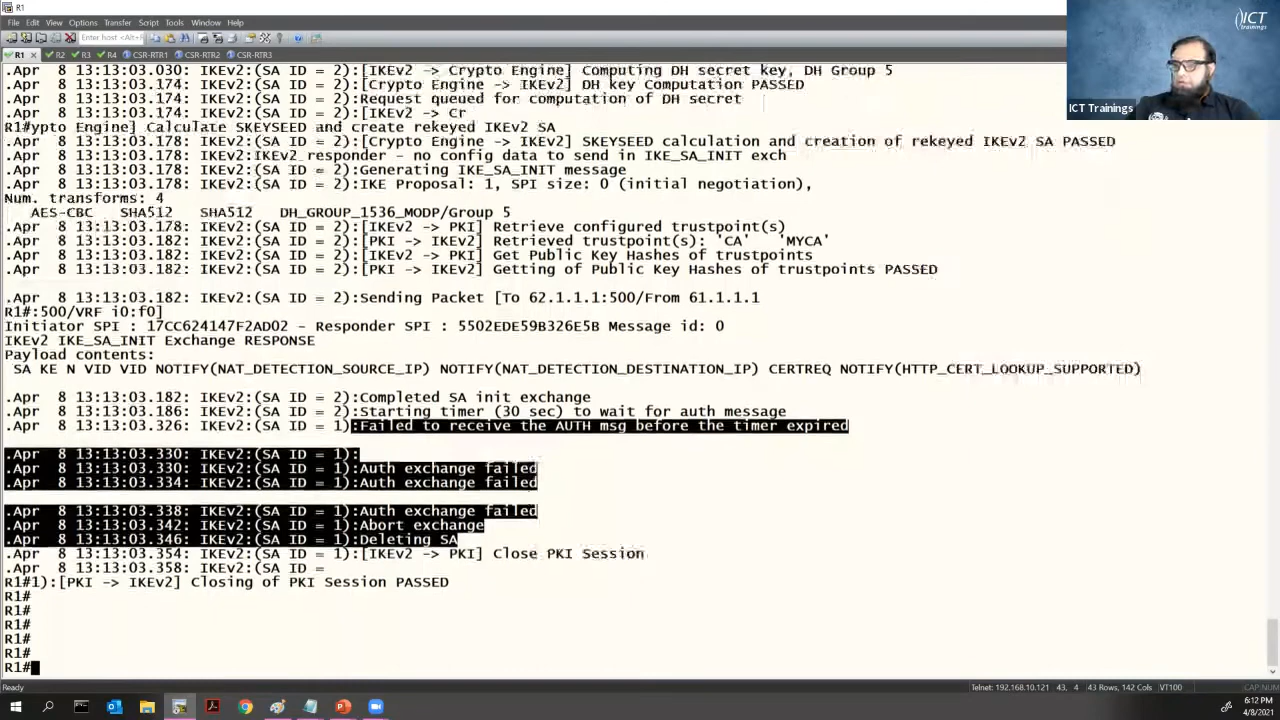 R1
File Edit View Options Transfer Script Tools Window Help
Enter host <Alt+R
R1 R2 R3 R4 CSR-RTR1 CSR-RTR2 CSR-RTR3
ICT trainings
ICT Trainings
.Apr  8 13:13:03.030: IKEv2:(SA ID = 2):[IKEv2 -> Crypto Engine] Computing DH secret key, DH Group 5
.Apr  8 13:13:03.174: IKEv2:(SA ID = 2):[Crypto Engine -> IKEv2] DH key Computation PASSED
.Apr  8 13:13:03.174: IKEv2:(SA ID = 2):Request queued for computation of DH secret
.Apr  8 13:13:03.174: IKEv2:(SA ID = 2):[IKEv2 -> Cr
R1#ypto Engine] Calculate SKEYSEED and create rekeyed IKEv2 SA
.Apr  8 13:13:03.178: IKEv2:(SA ID = 2):[Crypto Engine -> IKEv2] SKEYSEED calculation and creation of rekeyed IKEv2 SA PASSED
.Apr  8 13:13:03.178: IKEv2:IKEv2 responder - no config data to send in IKE_SA_INIT exch
.Apr  8 13:13:03.178: IKEv2:(SA ID = 2):Generating IKE_SA_INIT message
.Apr  8 13:13:03.178: IKEv2:(SA ID = 2):IKE Proposal: 1, SPI size: 0 (initial negotiation),
Num. transforms: 4
AES-CBC   SHA512   SHA512   DH_GROUP_1536_MODP/Group 5
.Apr  8 13:13:03.178: IKEv2:(SA ID = 2):[IKEv2 -> PKI] Retrieve configured trustpoint(s)
.Apr  8 13:13:03.182: IKEv2:(SA ID = 2):[PKI -> IKEv2] Retrieved trustpoint(s): 'CA'   'MYCA'
.Apr  8 13:13:03.182: IKEv2:(SA ID = 2):[IKEv2 -> PKI] Get Public Key Hashes of trustpoints
.Apr  8 13:13:03.182: IKEv2:(SA ID = 2):[PKI -> IKEv2] Getting of Public Key Hashes of trustpoints PASSED
.Apr  8 13:13:03.182: IKEv2:(SA ID = 2):Sending Packet [To 62.1.1.1:500/From 61.1.1.1
R1#:500/VRF i0:f0]
Initiator SPI : 17CC624147F2AD02 - Responder SPI : 5502EDE59B326E5B Message id: 0
IKEv2 IKE_SA_INIT Exchange RESPONSE
Payload contents:
SA KE N VID VID NOTIFY(NAT_DETECTION_SOURCE_IP) NOTIFY(NAT_DETECTION_DESTINATION_IP) CERTREQ NOTIFY(HTTP_CERT_LOOKUP_SUPPORTED)
.Apr  8 13:13:03.182: IKEv2:(SA ID = 2):Completed SA init exchange
.Apr  8 13:13:03.186: IKEv2:(SA ID = 2):Starting timer (30 sec) to wait for auth message
.Apr  8 13:13:03.326: IKEv2:(SA ID = 1):Failed to receive the AUTH msg before the timer expired
.Apr  8 13:13:03.330: IKEv2:(SA ID = 1):
.Apr  8 13:13:03.330: IKEv2:(SA ID = 1):Auth exchange failed
.Apr  8 13:13:03.334: IKEv2:(SA ID = 1):Auth exchange failed
.Apr  8 13:13:03.338: IKEv2:(SA ID = 1):Auth exchange failed
.Apr  8 13:13:03.342: IKEv2:(SA ID = 1):Abort exchange
.Apr  8 13:13:03.346: IKEv2:(SA ID = 1):Deleting SA
.Apr  8 13:13:03.354: IKEv2:(SA ID = 1):[IKEv2 -> PKI] Close PKI Session
.Apr  8 13:13:03.358: IKEv2:(SA ID =
R1#1):[PKI -> IKEv2] Closing of PKI Session PASSED
R1#
R1#
R1#
R1#
R1#
R1#
Ready
Telnet: 192.168.10.121 43, 4 43 Rows, 142 Cols VT100 CAP NUM
6:12 PM
4/8/2021